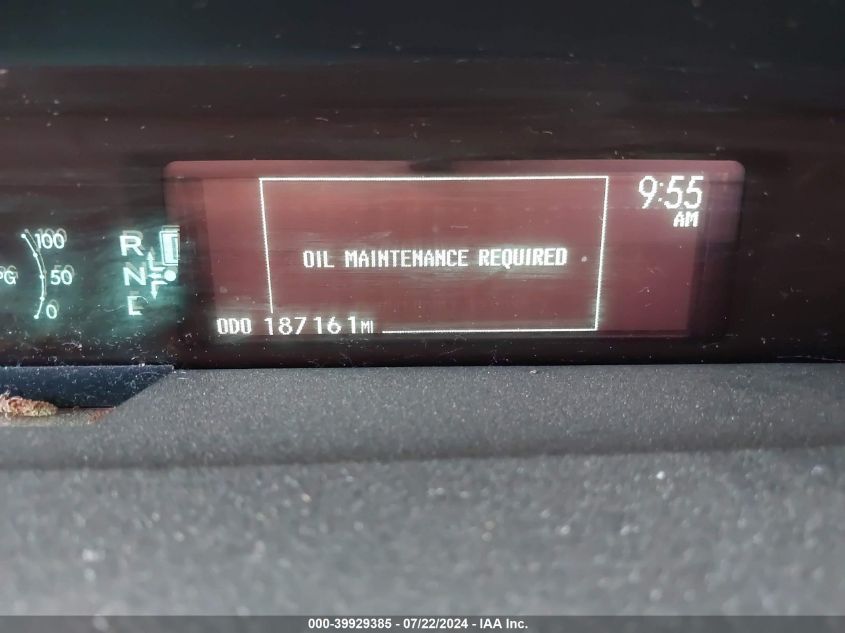 9:55
AM
100
50
0
R
N
D
OIL MAINTENANCE REQUIRED
ODO 187161MI
000-39929385 - 07/22/2024 - IAA Inc.